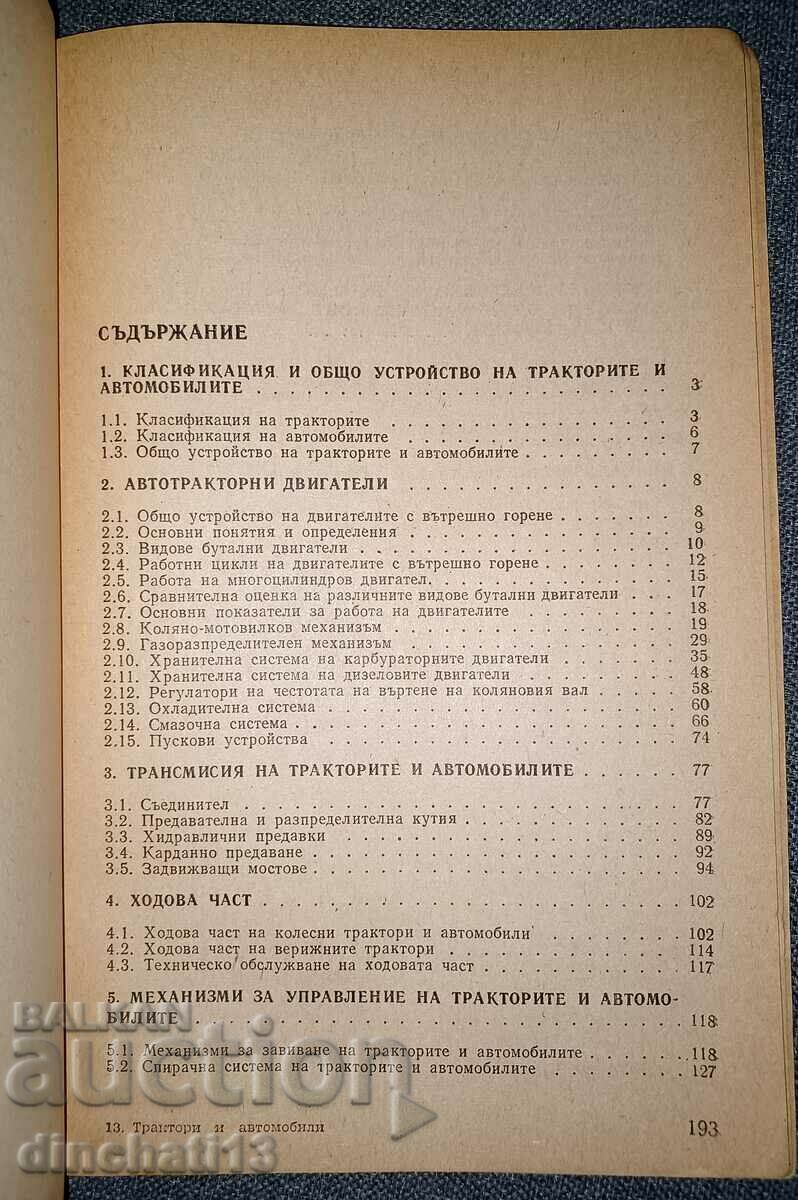 СЪДЪРЖАНИЕ
1. КЛАСИФИКАЦИЯ И ОБЩО УСТРОЙСТВО НА ТРАКТОРИТЕ И
АВТОМОБИЛИТЕ . . . . . . . . . . . . . . . . . . . . . . 3
1.1. Класификация на тракторите . . . . . . . . . . . . . . . . 3
1.2. Класификация на автомобилите . . . . . . . . . . . . . . . 6
1.3. Общо устройство на тракторите и автомобилите . . . . . . . . . 7
2. АВТОТРАКТОРНИ ДВИГАТЕЛИ . . . . . . . . . . . . . . . 8
2.1. Общо устройство на двигателите с вътрешно горене . . . . . . . 8
2.2. Основни понятия и определения . . . . . . . . . . . . . . 9
2.3. Видове бутални двигатели . . . . . . . . . . . . . . . . . 10
2.4. Работни цикли на двигателите с вътрешно горене . . . . . . . . 12
2.5. Работа на многоцилиндров двигател. . . . . . . . . . . . . . 15
2.6. Сравнителна оценка на различните видове бутални двигатели . . . 17
2.7. Основни показатели за работа на двигателите . . . . . . . . . 18
2.8. Коляно-мотовилков механизъм . . . . . . . . . . . . . . . 19
2.9. Газоразпределителен механизъм . . . . . . . . . . . . . . . 29
2.10. Хранителна система на карбураторните двигатели . . . . . . . 35
2.11. Хранителна система на дизеловите двигатели . . . . . . . . . 48
2.12. Регулатори на честотата на въртене на коляновия вал . . . . . 58
2.13. Охладителна система . . . . . . . . . . . . . . . . . . . 60
2.14. Смазочна система . . . . . . . . . . . . . . . . . . . . 66
2.15. Пускови устройства . . . . . . . . . . . . . . . . . . . 74
3. ТРАНСМИСИЯ НА ТРАКТОРИТЕ И АВТОМОБИЛИТЕ . . . . . . 77
3.1. Съединител . . . . . . . . . . . . . . . . . . . . . . . 77
3.2. Предавателна и разпределителна кутия . . . . . . . . . . . . 82
3.3. Хидравлични предавки . . . . . . . . . . . . . . . . . . 89
3.4. Карданно предаване . . . . . . . . . . . . . . . . . . . 92
3.5. Задвижващи мостове . . . . . . . . . . . . . . . . . . . 94
4. ХОДОВА ЧАСТ . . . . . . . . . . . . . . . . . . . . . . 102
4.1. Ходова част на колесни трактори и автомобили . . . . . . . . 102
4.2. Ходова част на верижните трактори . . . . . . . . . . . . . 114
4.3. Техническо обслужване на ходовата част . . . . . . . . . . . 117
5. МЕХАНИЗМИ ЗА УПРАВЛЕНИЕ НА ТРАКТОРИТЕ И АВТОМО-
БИЛИТЕ . . . . . . . . . . . . . . . . . . . . . . . . . 118
5.1. Механизми за завиване на тракторите и автомобилите . . . . . . 118
5.2. Спирачна система на тракторите и автомобилите . . . . . . . . 127
13. Трактори и автомобили 193
BALKAN
auction
dinchati13